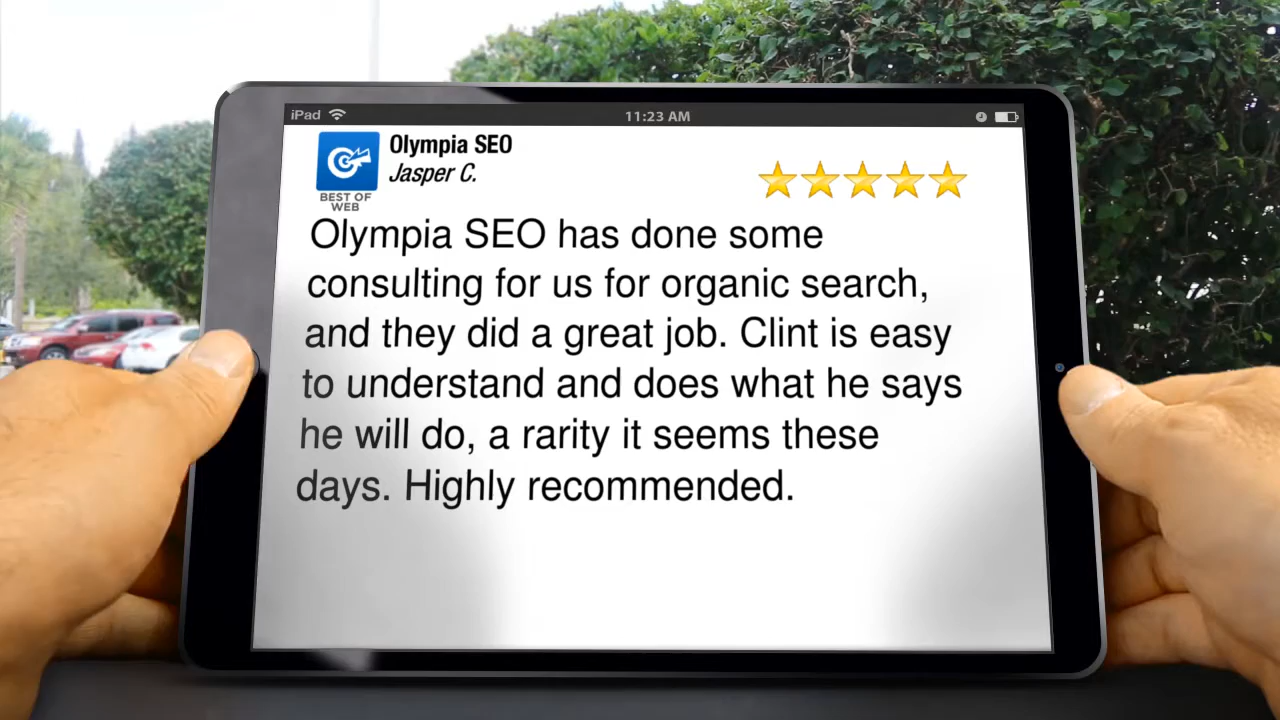 iPad
11:23 AM
Olympia SEO
Jasper C.
BEST OF
WEB
Olympia SEO has done some
consulting for us for organic search,
and they did a great job. Clint is easy
to understand and does what he says
he will do, a rarity it seems these
days. Highly recommended.